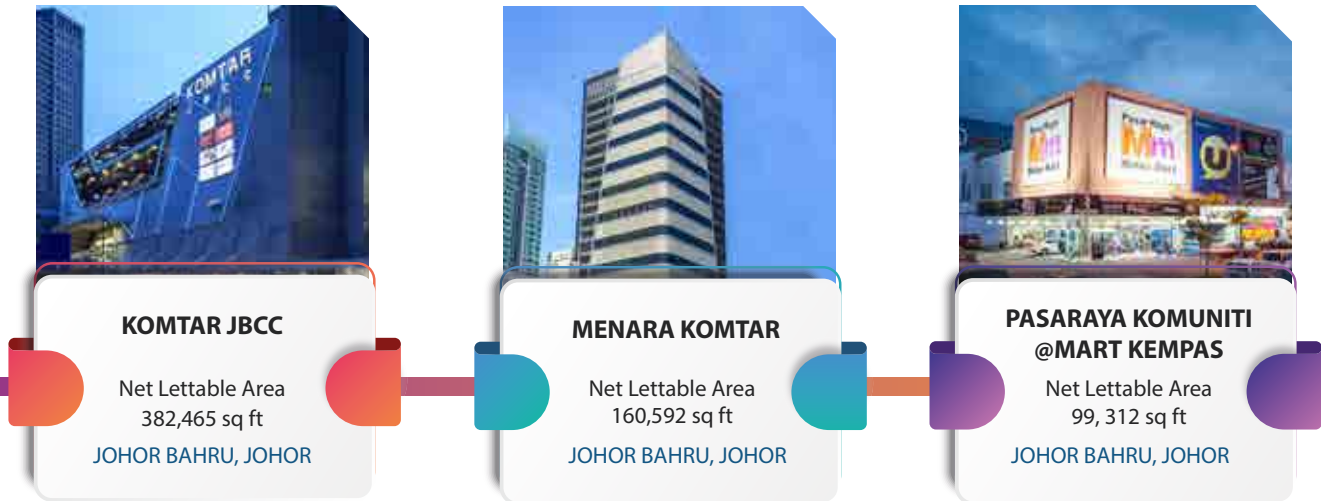 KOMTAR
JBCC
KOMTAR JBCC
Net Lettable Area
382,465 sq ft
JOHOR BAHRU, JOHOR
MENARA KOMTAR
Net Lettable Area
160,592 sq ft
JOHOR BAHRU, JOHOR
PASARAYA KOMUNITI
@MART KEMPAS
Net Lettable Area
99, 312 sq ft
JOHOR BAHRU, JOHOR